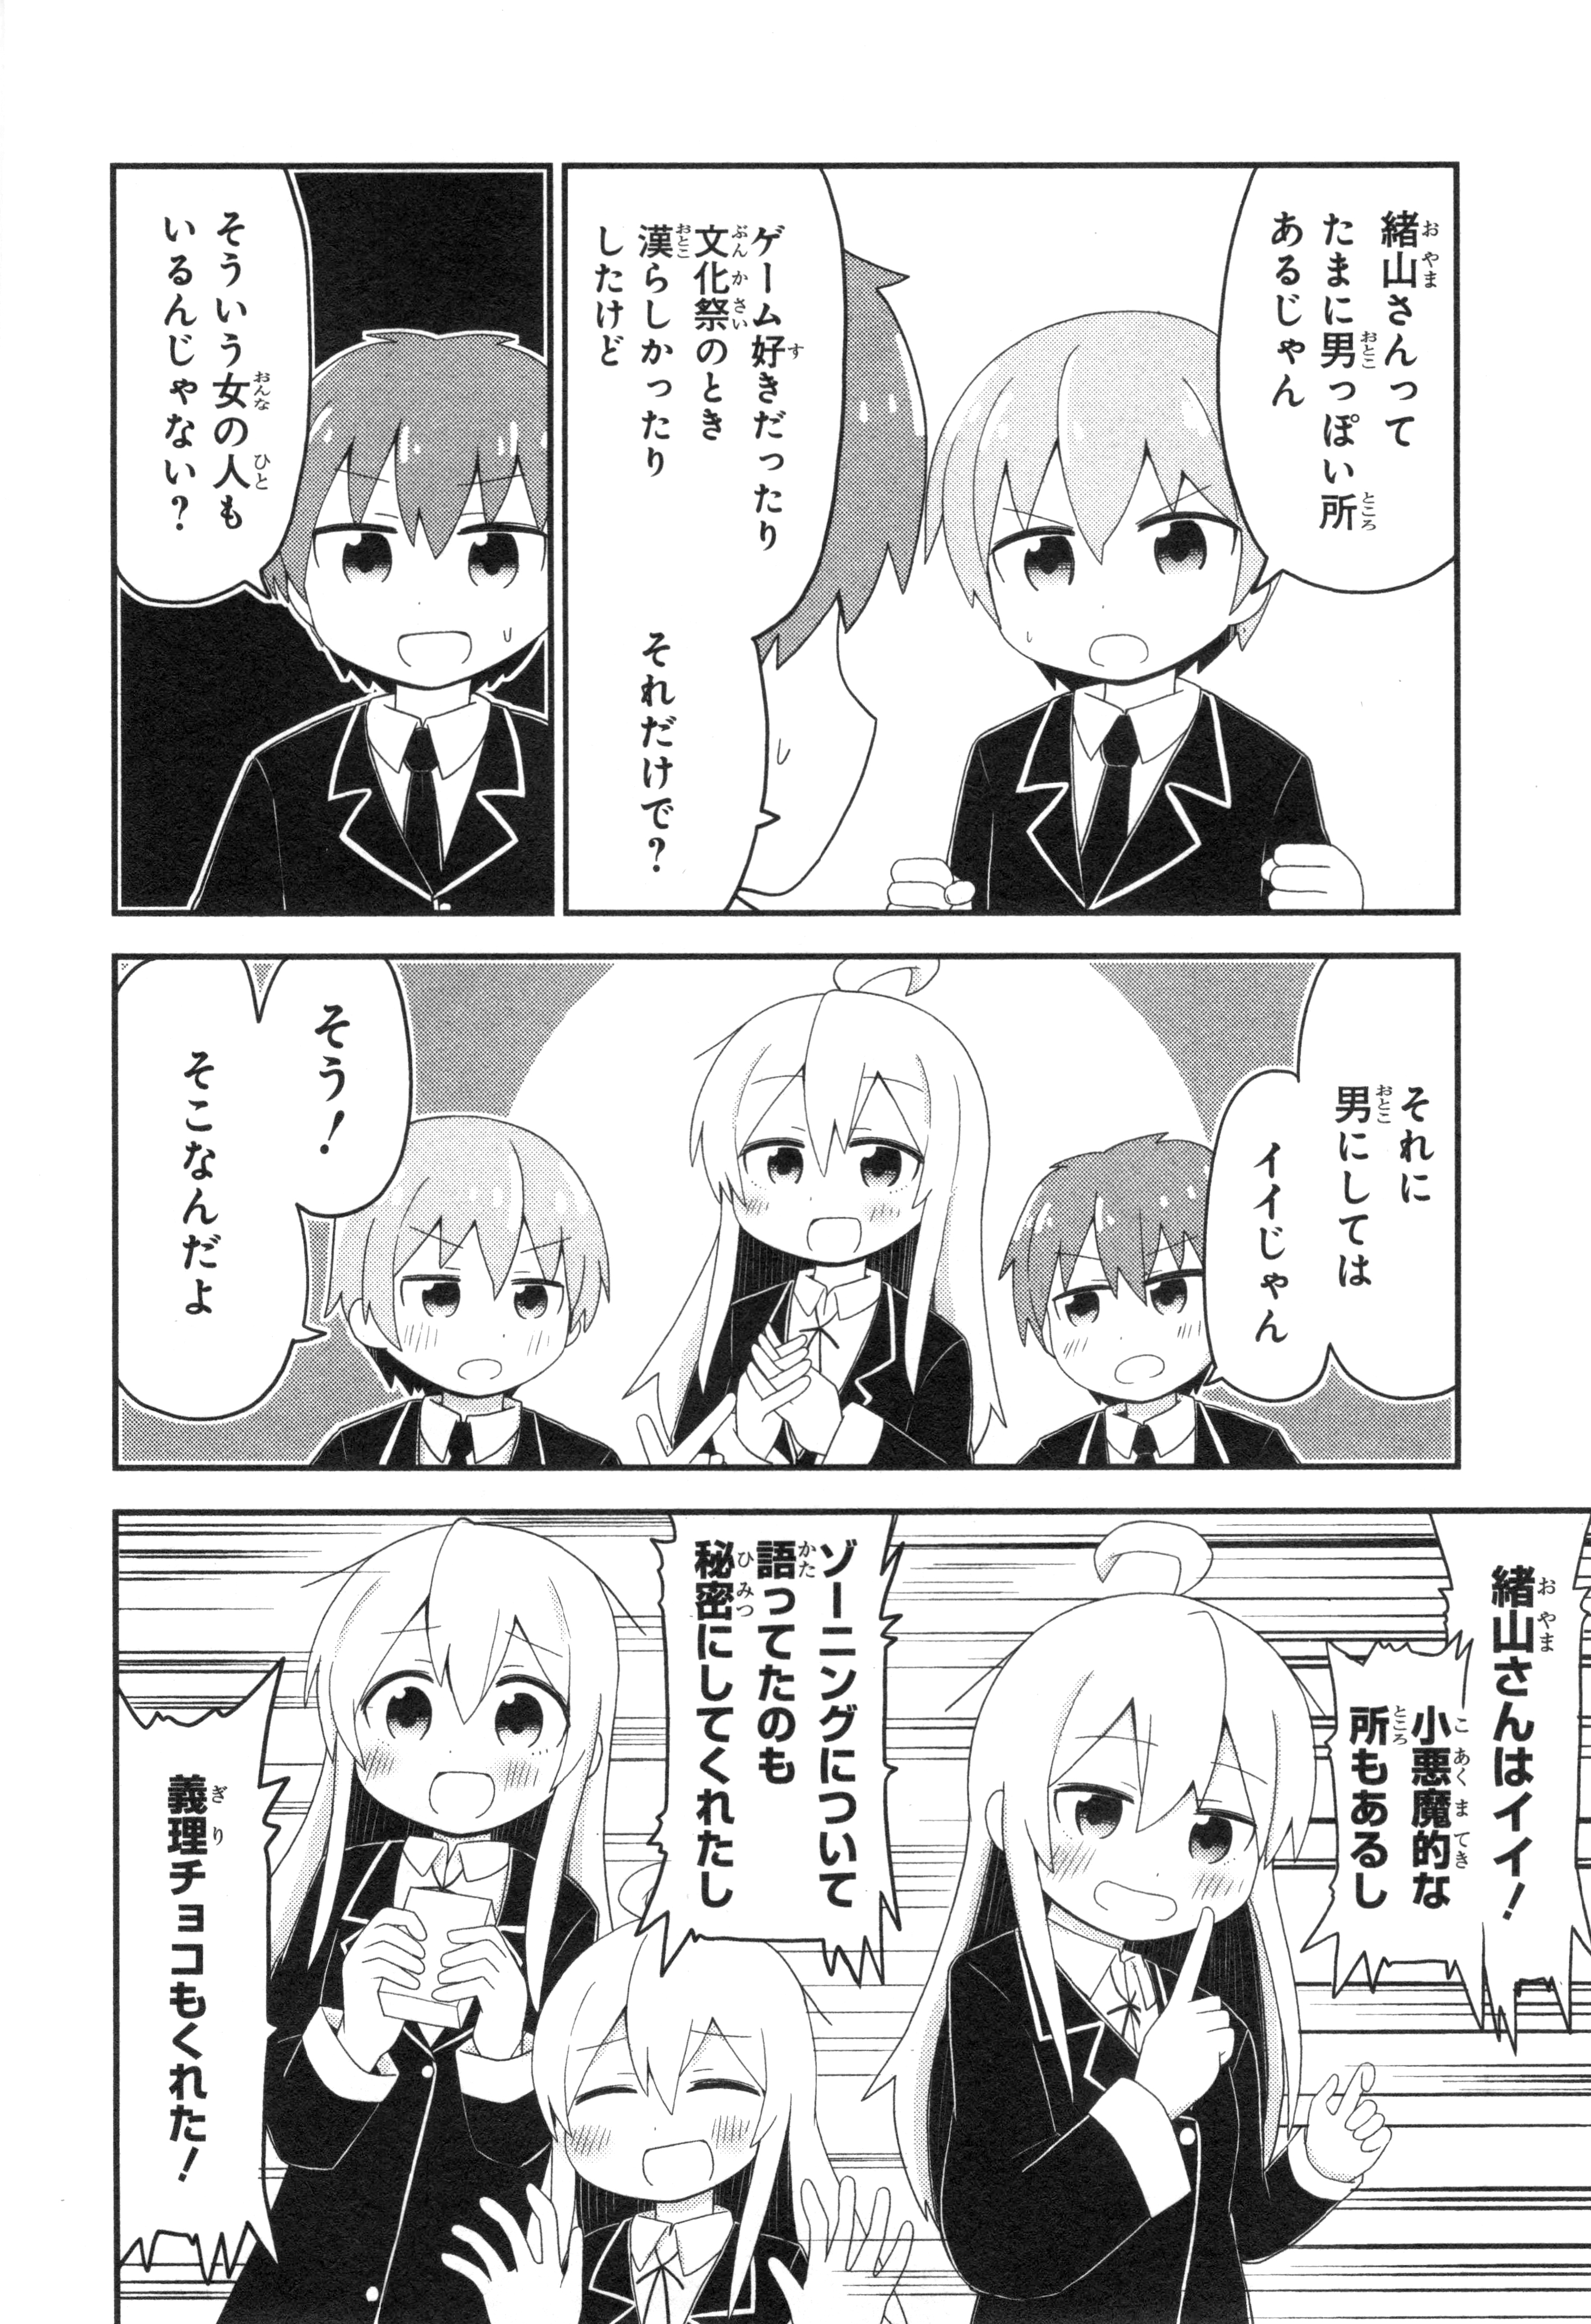 緒山さんって
たまに男っぽい所
あるじゃん
ゲーム好きだったり
文化祭のとき
漢らしかったり
したけど
それだけで？
そういう女の人も
いるんじゃない？
それに
男にしては
イイじゃん
そう！
そこなんだよ
緒山さんはイイ！
小悪魔的な
所もあるし
ゾーニングについて
語ってたのも
秘密にしてくれたし
義理チョコもくれた！